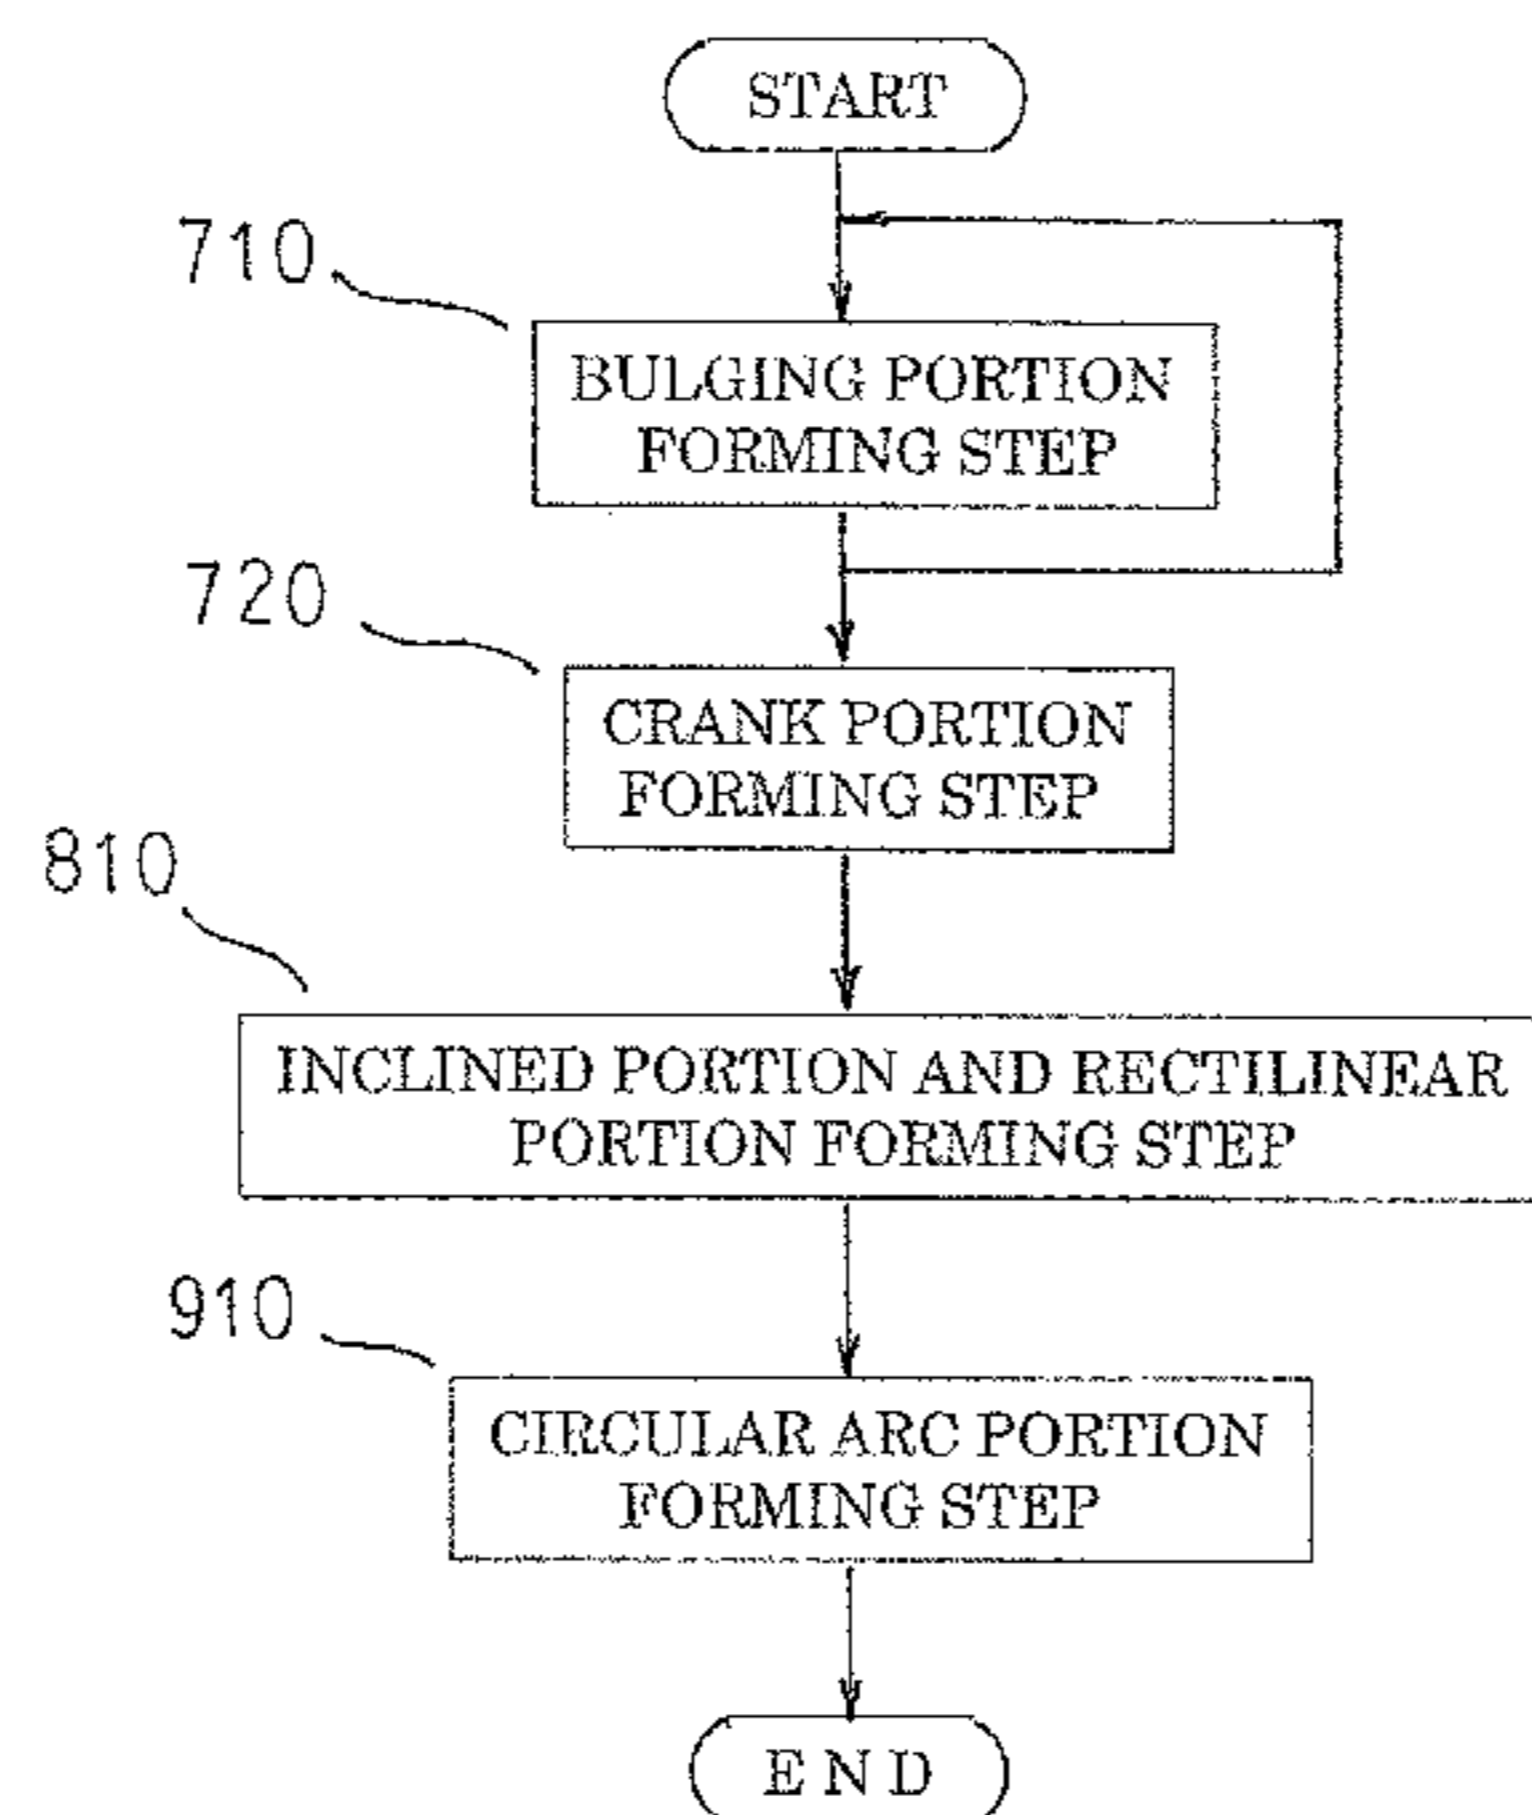 START
710
BULGING PORTION
FORMING STEP
720
CRANK PORTION
FORMING STEP
810
INCLINED PORTION AND RECTILINEAR
PORTION FORMING STEP
910
CIRCULAR ARC PORTION
FORMING STEP
END